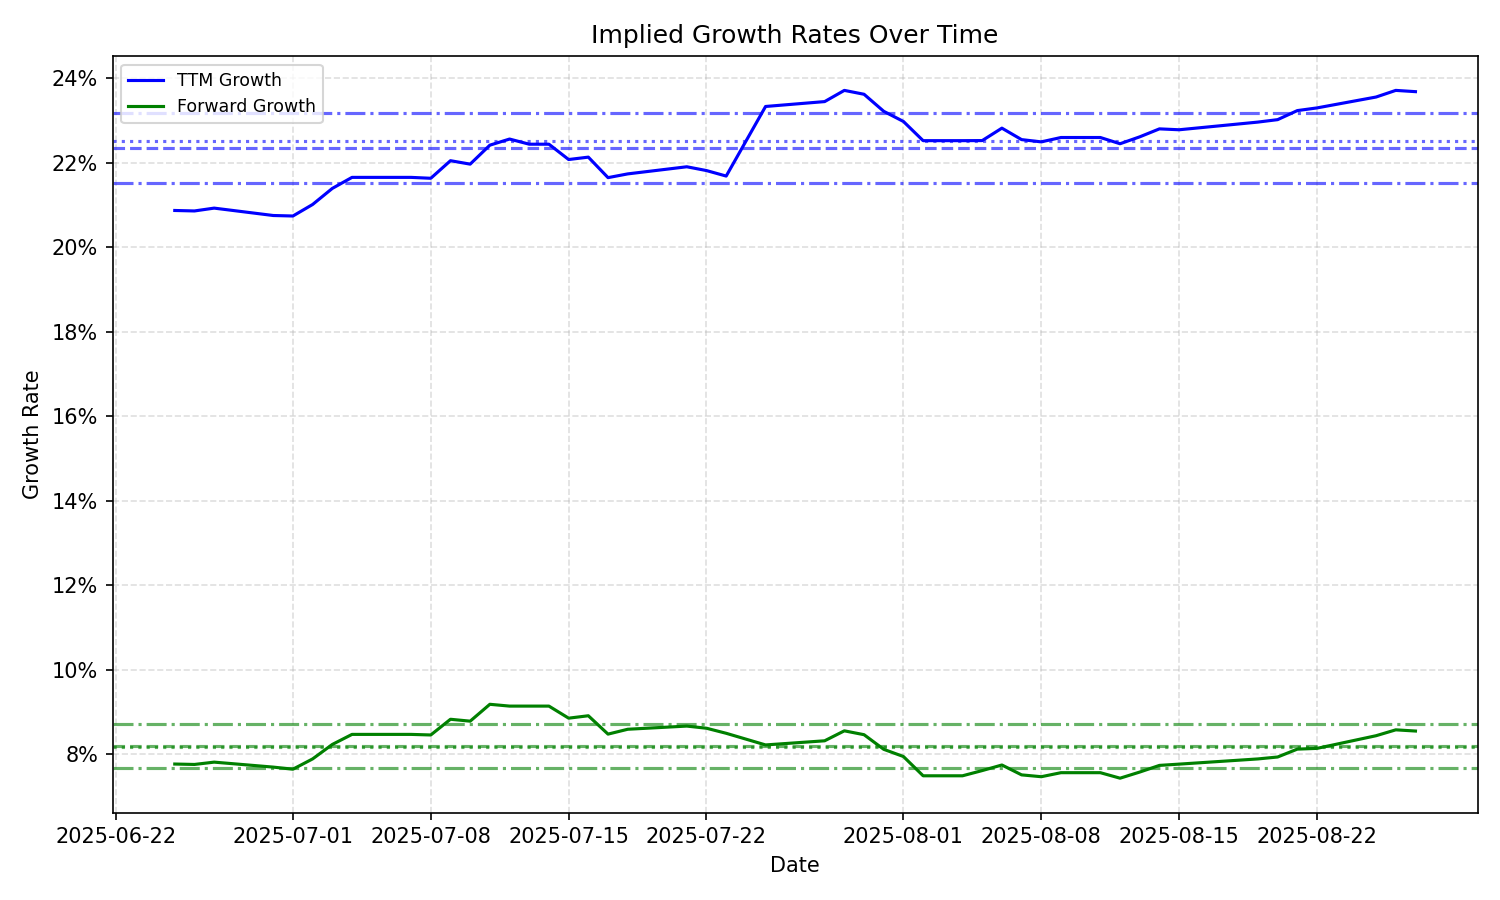 Implied Growth Rates Over Time
TTM Growth
Forward Growth
24%
22%
20%
18%
16%
14%
12%
10%
8%
Growth Rate
2025-06-22 2025-07-01 2025-07-08 2025-07-15 2025-07-22 2025-08-01 2025-08-08 2025-08-15 2025-08-22
Date